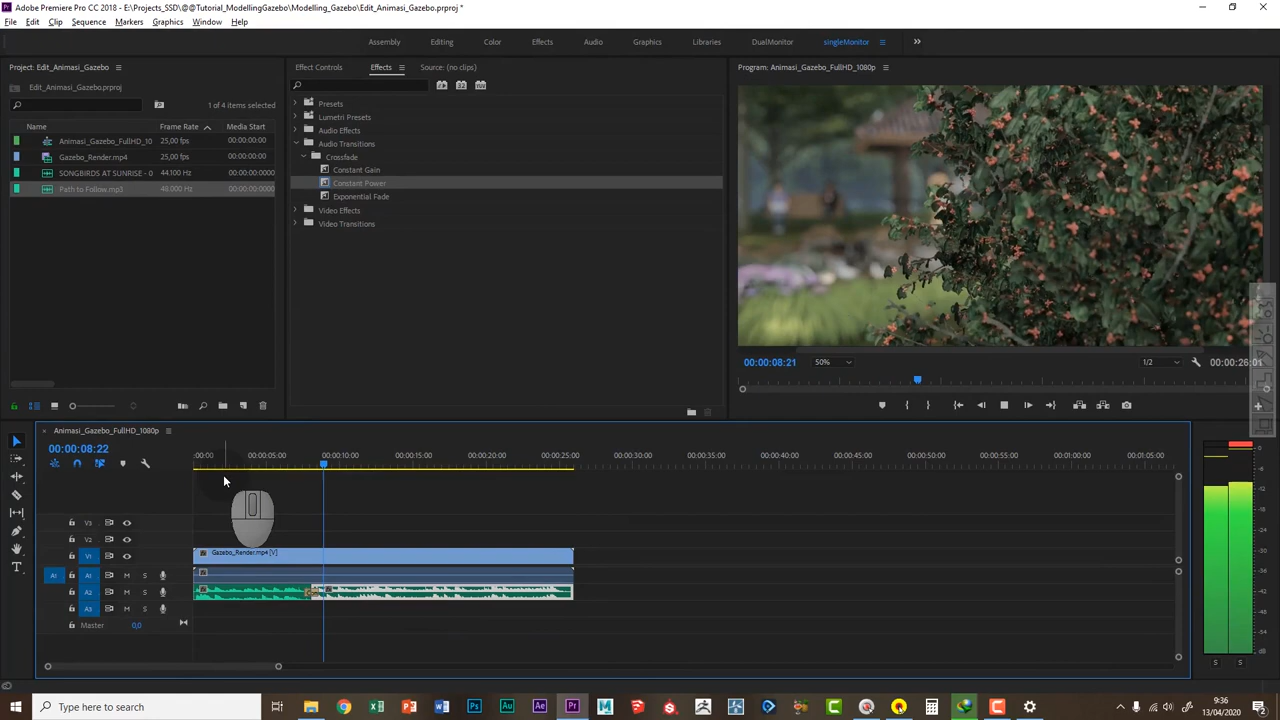 Adobe Premiere Pro CC 2018 - E:\Projects_SSD\@@Tutorial_ModellingGazebo\Modelling_Gazebo\Edit_Animasi_Gazebo.prproj *
File Edit Clip Sequence Markers Graphics Window Help
Assembly Editing Color Effects Audio Graphics Libraries DualMonitor singleMonitor
Project: Edit_Animasi_Gazebo
Edit_Animasi_Gazebo.prproj
1 of 4 items selected
Name Frame Rate Media Start
Animasi_Gazebo_FullHD_10 25,00 fps 00:00:00:00
Gazebo_Render.mp4 25,00 fps 00:00:00:00
SONGBIRDS AT SUNRISE - 0 44.100 Hz 00:00:00:0000
Path to Follow.mp3 48.000 Hz 00:00:00:0000
Effect Controls Effects Source: (no clips)
Presets
Lumetri Presets
Audio Effects
Audio Transitions
Crossfade
Constant Gain
Constant Power
Exponential Fade
Video Effects
Video Transitions
Program: Animasi_Gazebo_FullHD_1080p
00:00:08:21 50% 1/2 00:00:26:01
Animasi_Gazebo_FullHD_1080p
00:00:08:22
:00:00 00:00:05:00 00:00:10:00 00:00:15:00 00:00:20:00 00:00:25:00 00:00:30:00 00:00:35:00 00:00:40:00 00:00:45:00 00:00:50:00 00:00:55:00 00:01:00:00 00:01:05:00
V3
V2
V1 Gazebo_Render.mp4 [V]
A1 A1 M S
A2 M S
A3 M S
Master 0,0
S S
Type here to search
9:36
13/04/2020